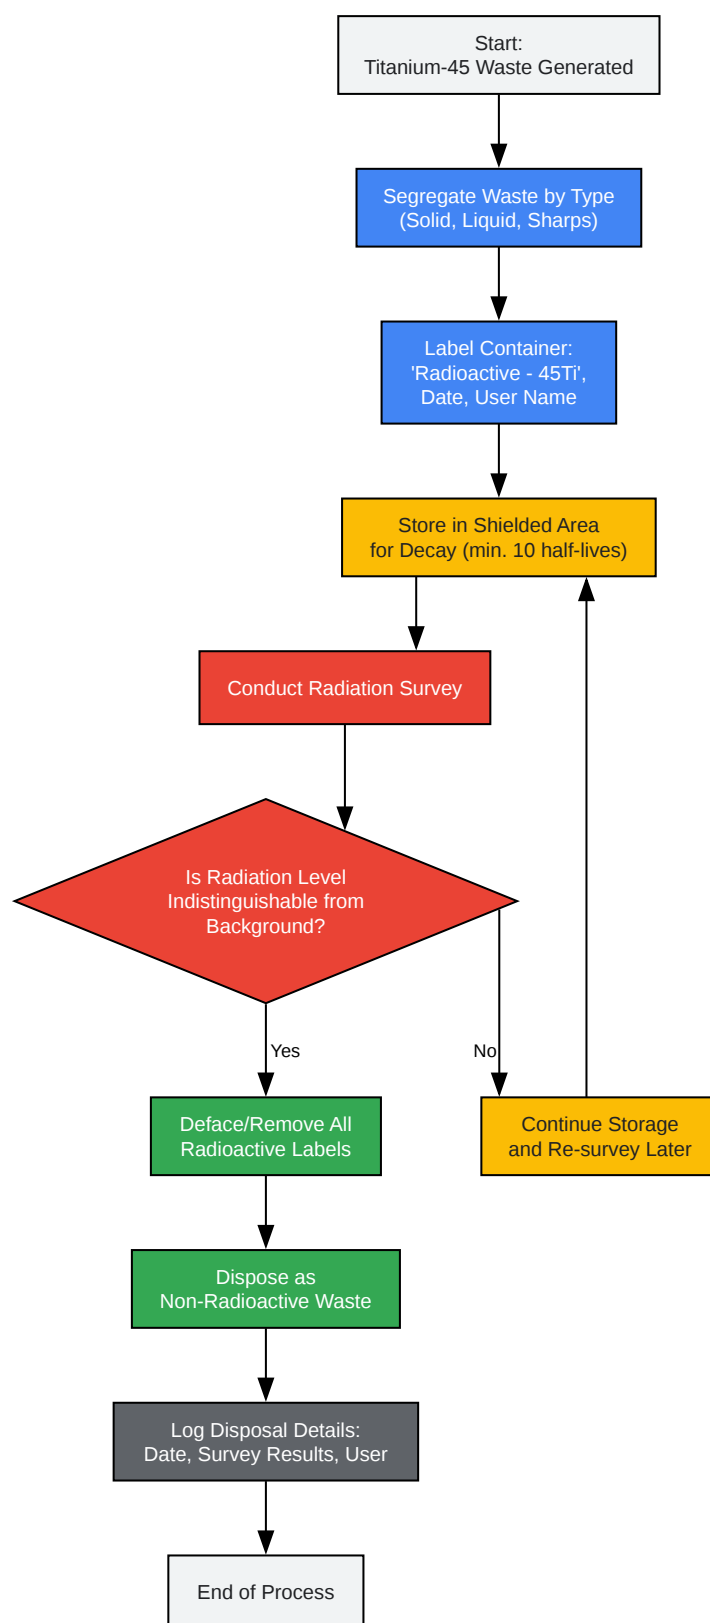 Start:
Titanium-45 Waste Generated
Segregate Waste by Type
(Solid, Liquid, Sharps)
Label Container:
'Radioactive - 45Ti',
Date, User Name
Store in Shielded Area
for Decay (min. 10 half-lives)
Conduct Radiation Survey
Is Radiation Level
Indistinguishable from
Background?
Yes
No
Deface/Remove All
Radioactive Labels
Continue Storage
and Re-survey Later
Dispose as
Non-Radioactive Waste
Log Disposal Details:
Date, Survey Results, User
End of Process